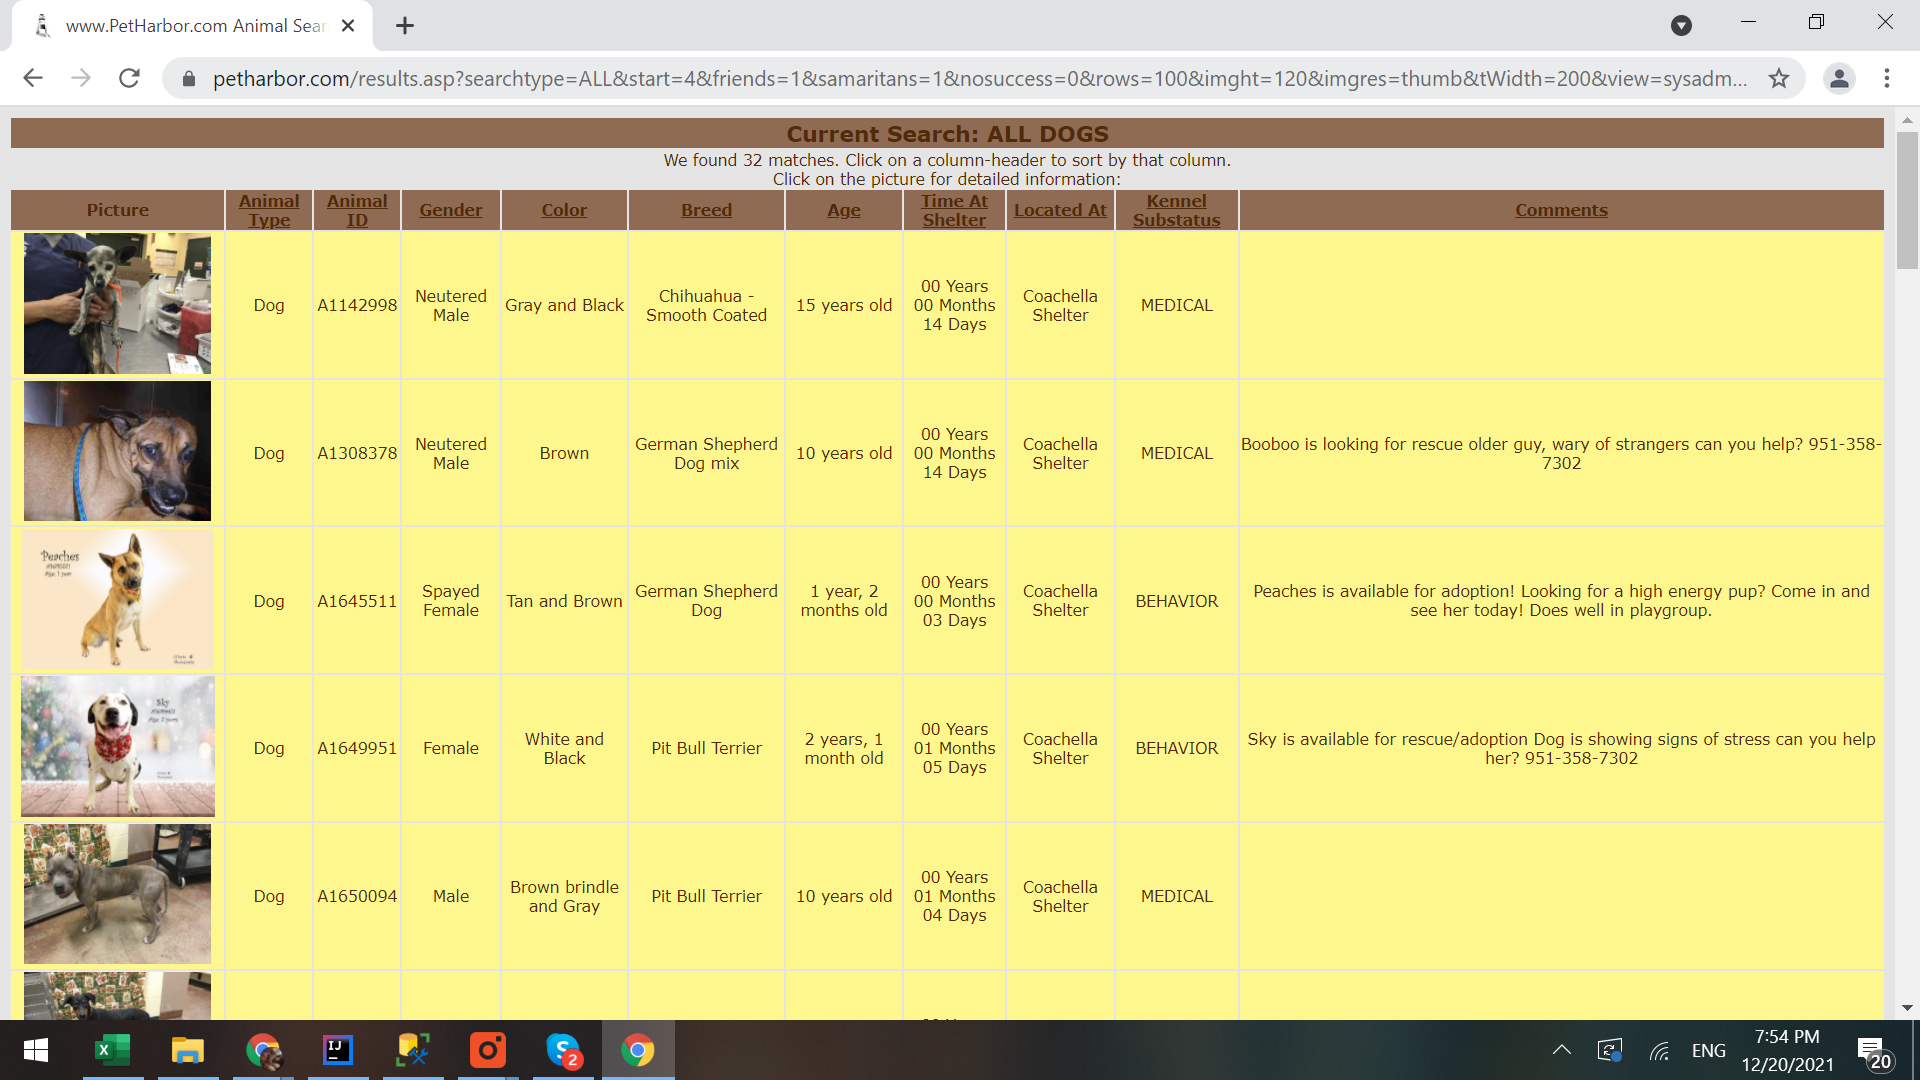 www.PetHarbor.com Animal Sear
petharbor.com/results.asp?searchtype=ALL&start=4&friends=1&samaritans=1&nosuccess=0&rows=100&imght=120&imgres=thumb&tWidth=200&view=sysadm...
Current Search: ALL DOGS
We found 32 matches. Click on a column-header to sort by that column.
Click on the picture for detailed information:
Picture
Animal
Type
Animal
ID
Gender
Color
Breed
Age
Time At
Shelter
Located At
Kennel
Substatus
Comments
Dog
A1142998
Neutered
Male
Gray and Black
Chihuahua -
Smooth Coated
15 years old
00 Years
00 Months
14 Days
Coachella
Shelter
MEDICAL
Dog
A1308378
Neutered
Male
Brown
German Shepherd
Dog mix
10 years old
00 Years
00 Months
14 Days
Coachella
Shelter
MEDICAL
Booboo is looking for rescue older guy, wary of strangers can you help? 951-358-
7302
Peaches
Dog
A1645511
Spayed
Female
Tan and Brown
German Shepherd
Dog
1 year, 2
months old
00 Years
00 Months
03 Days
Coachella
Shelter
BEHAVIOR
Peaches is available for adoption! Looking for a high energy pup? Come in and
see her today! Does well in playgroup.
Sky
Dog
A1649951
Female
White and
Black
Pit Bull Terrier
2 years, 1
month old
00 Years
01 Months
05 Days
Coachella
Shelter
BEHAVIOR
Sky is available for rescue/adoption Dog is showing signs of stress can you help
her? 951-358-7302
Dog
A1650094
Male
Brown brindle
and Gray
Pit Bull Terrier
10 years old
00 Years
01 Months
04 Days
Coachella
Shelter
MEDICAL
IJ
2
ENG
7:54 PM
12/20/2021
20